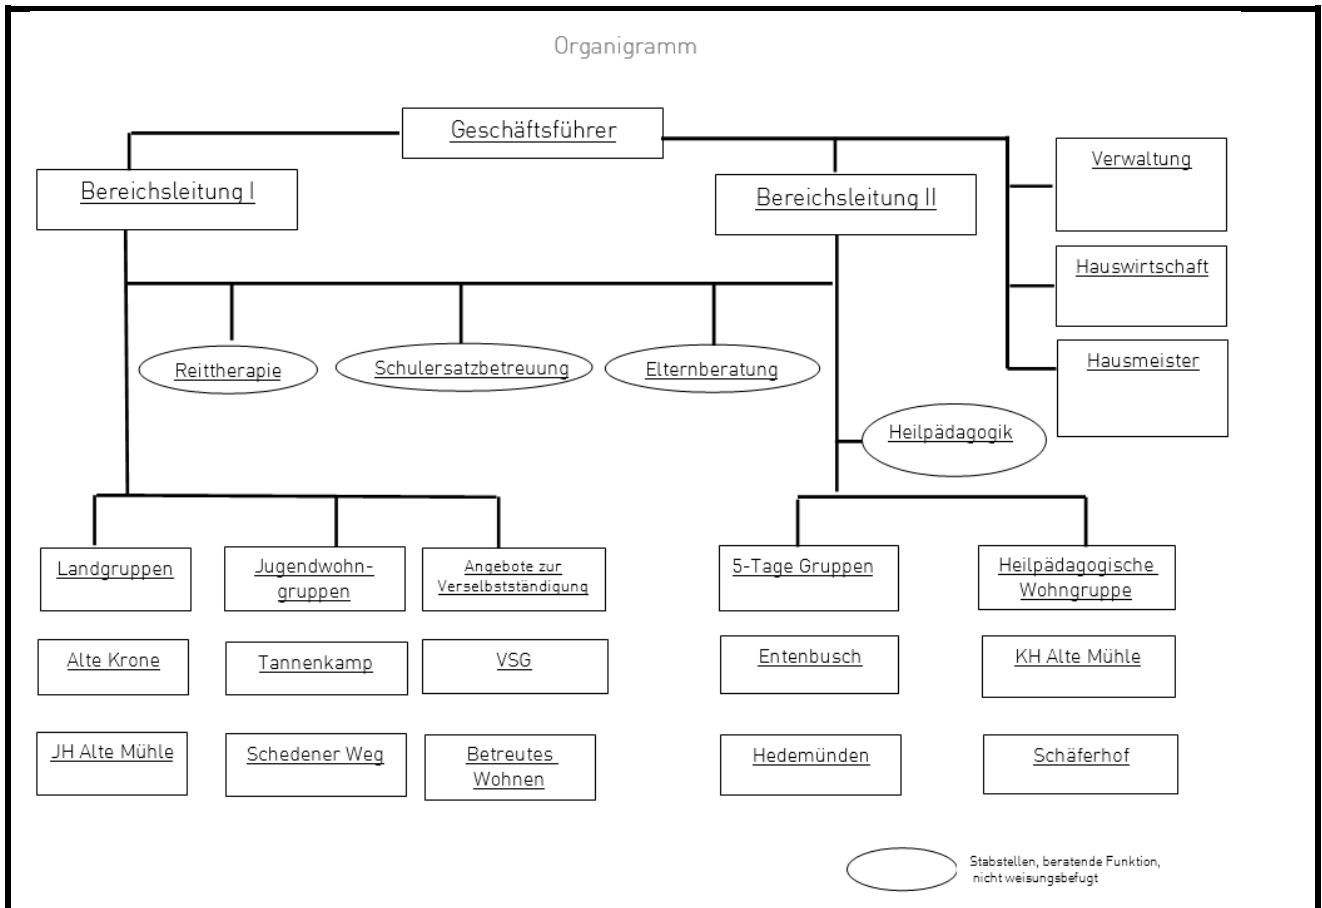 Organigramm
Geschäftsführer
Verwaltung
Bereichsleitung I
Bereichsleitung II
Hauswirtschaft
Hausmeister
Reittherapie
Schulersatzbetreuung
Elternberatung
Heilpädagogik
Landgruppen
Jugendwohn-
gruppen
Angebote zur
Verselbstständigung
5-Tage Gruppen
Heilpädagogische
Wohngruppe
Alte Krone
Tannenkamp
VSG
Entenbusch
KH Alte Mühle
JH Alte Mühle
Schedener Weg
Betreutes
Wohnen
Hedemünden
Schäferhof
Stabstellen, beratende Funktion,
nicht weisungsbefugt